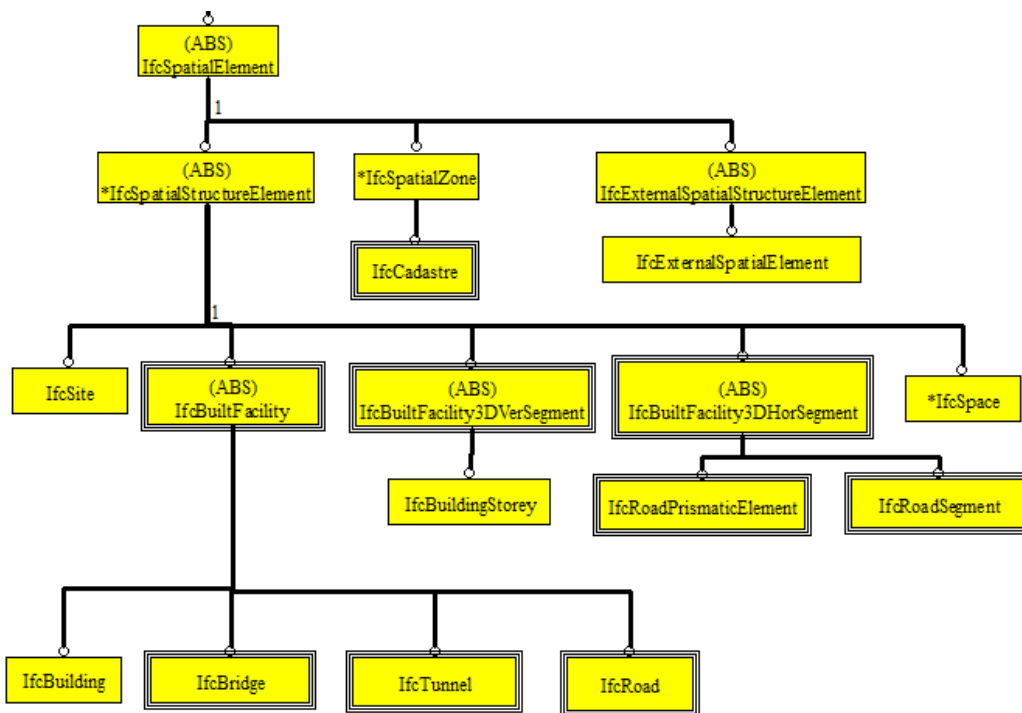 (ABS)
IfcSpatialElement
1
(ABS)
*IfcSpatialStructureElement
*IfcSpatialZone
(ABS)
IfcExternalSpatialStructureElement
IfcCadastre
IfcExternalSpatialElement
1
IfcSite
(ABS)
IfcBuiltFacility
(ABS)
IfcBuiltFacility3DVerSegment
(ABS)
IfcBuiltFacility3DHorSegment
*IfcSpace
IfcBuildingStorey
IfcRoadPrismaticElement
IfcRoadSegment
IfcBuilding
IfcBridge
IfcTunnel
IfcRoad